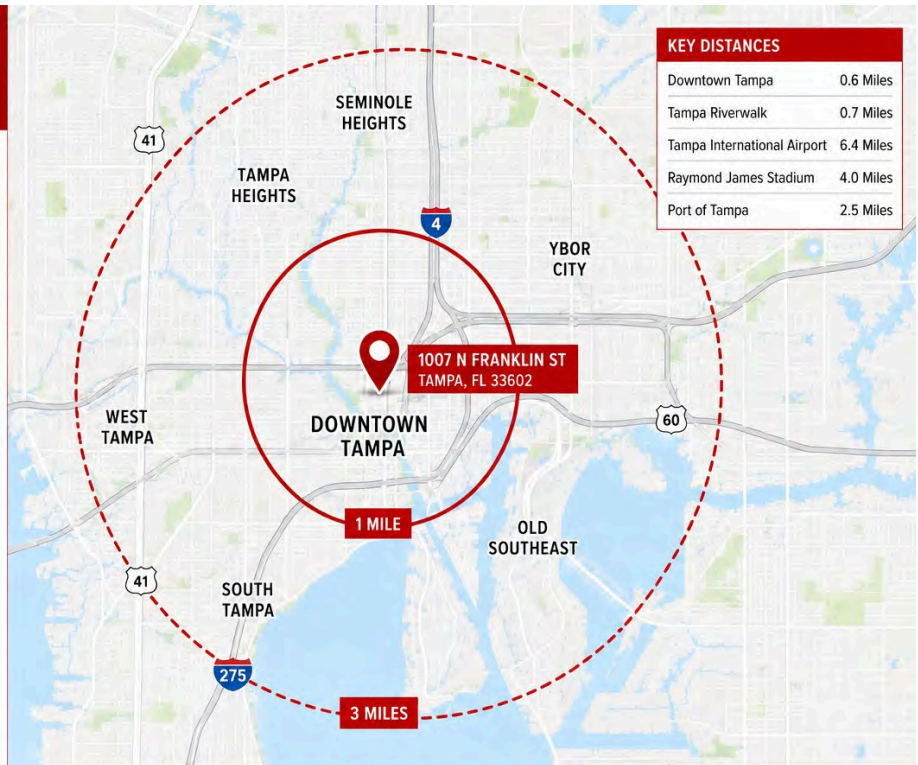 KEY DISTANCES
Downtown Tampa 0.6 Miles
Tampa Riverwalk 0.7 Miles
Tampa International Airport 6.4 Miles
Raymond James Stadium 4.0 Miles
Port of Tampa 2.5 Miles
SEMINOLE
HEIGHTS
41
TAMPA
HEIGHTS
4
YBOR
CITY
1007 N FRANKLIN ST
TAMPA, FL 33602
DOWNTOWN
TAMPA
WEST
TAMPA
60
1 MILE
OLD
SOUTHEAST
41
SOUTH
TAMPA
275
3 MILES